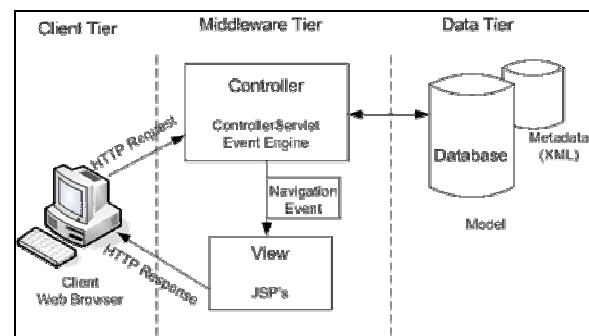 Client Tier
Middleware Tier
Data Tier
Controller
ControllerServlet
Event Engine
HTTP Request
Navigation
Event
View
JSP's
HTTP Response
Client
Web Browser
Database
Metadata
(XML)
Model